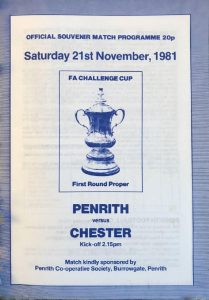 OFFICIAL SOUVENIR MATCH PROGRAMME 20p
Saturday 21st November, 1981
FA CHALLENGE CUP
First Round Proper
PENRITH
versus
CHESTER
Kick-off 2.15pm
Match kindly sponsored by
Penrith Co-operative Society, Burrowgate, Penrith